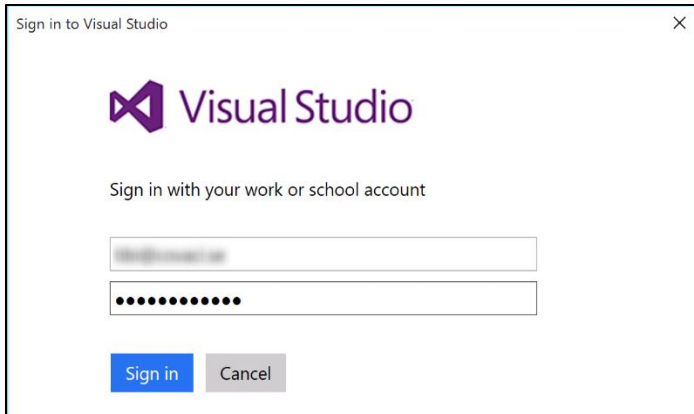 Sign in to Visual Studio
Visual Studio
Sign in with your work or school account
●●●●●●●●●●●●
Sign in
Cancel